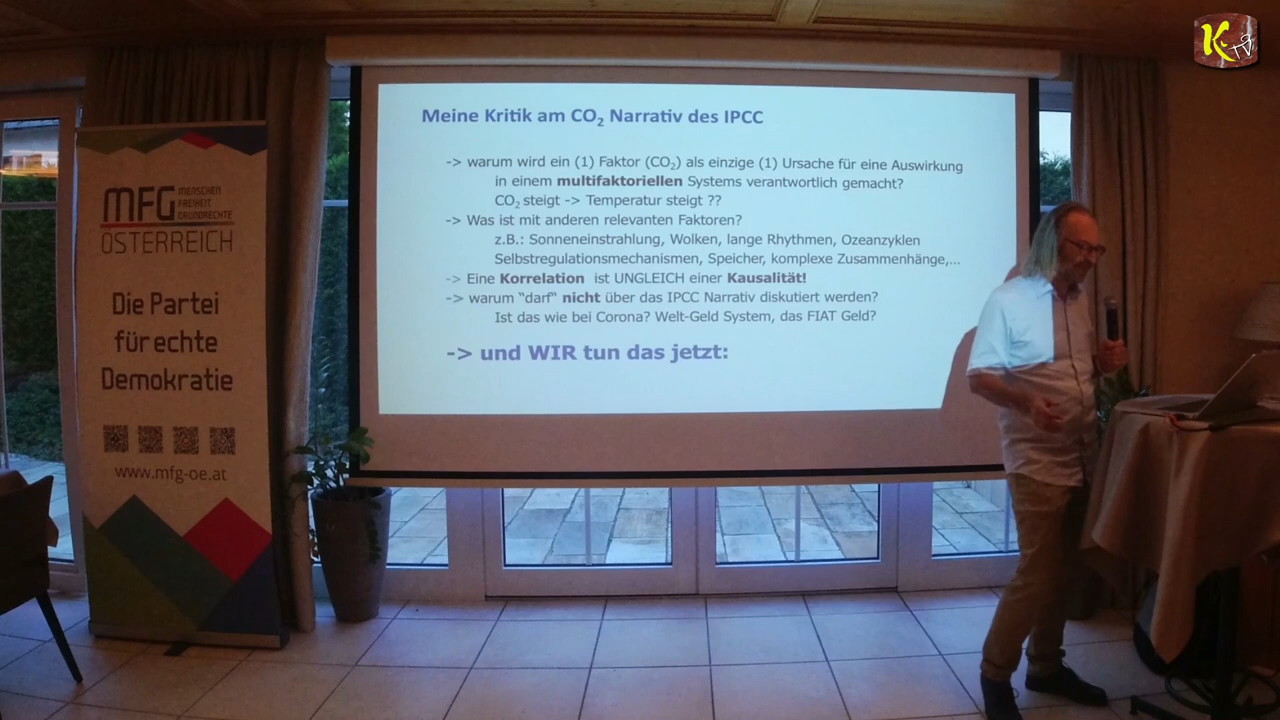 Meine Kritik am CO₂ Narrativ des IPCC
-> warum wird ein (1) Faktor (CO₂) als einzige (1) Ursache für eine Auswirkung
in einem multifaktoriellen Systems verantwortlich gemacht?
CO₂ steigt -> Temperatur steigt ??
-> Was ist mit anderen relevanten Faktoren?
z.B.: Sonneneinstrahlung, Wolken, lange Rhythmen, Ozeanzyklen
Selbstregulationsmechanismen, Speicher, komplexe Zusammenhänge,...
-> Eine Korrelation ist UNGLEICH einer Kausalität!
-> warum "darf" nicht über das IPCC Narrativ diskutiert werden?
Ist das wie bei Corona? Welt-Geld System, das FIAT Geld?
-> und WIR tun das jetzt:
MFG
MENSCHEN
FREIHEIT
GRUNDRECHTE
ÖSTERREICH
Die Partei
für echte
Demokratie
www.mfg-oe.at
K
TV